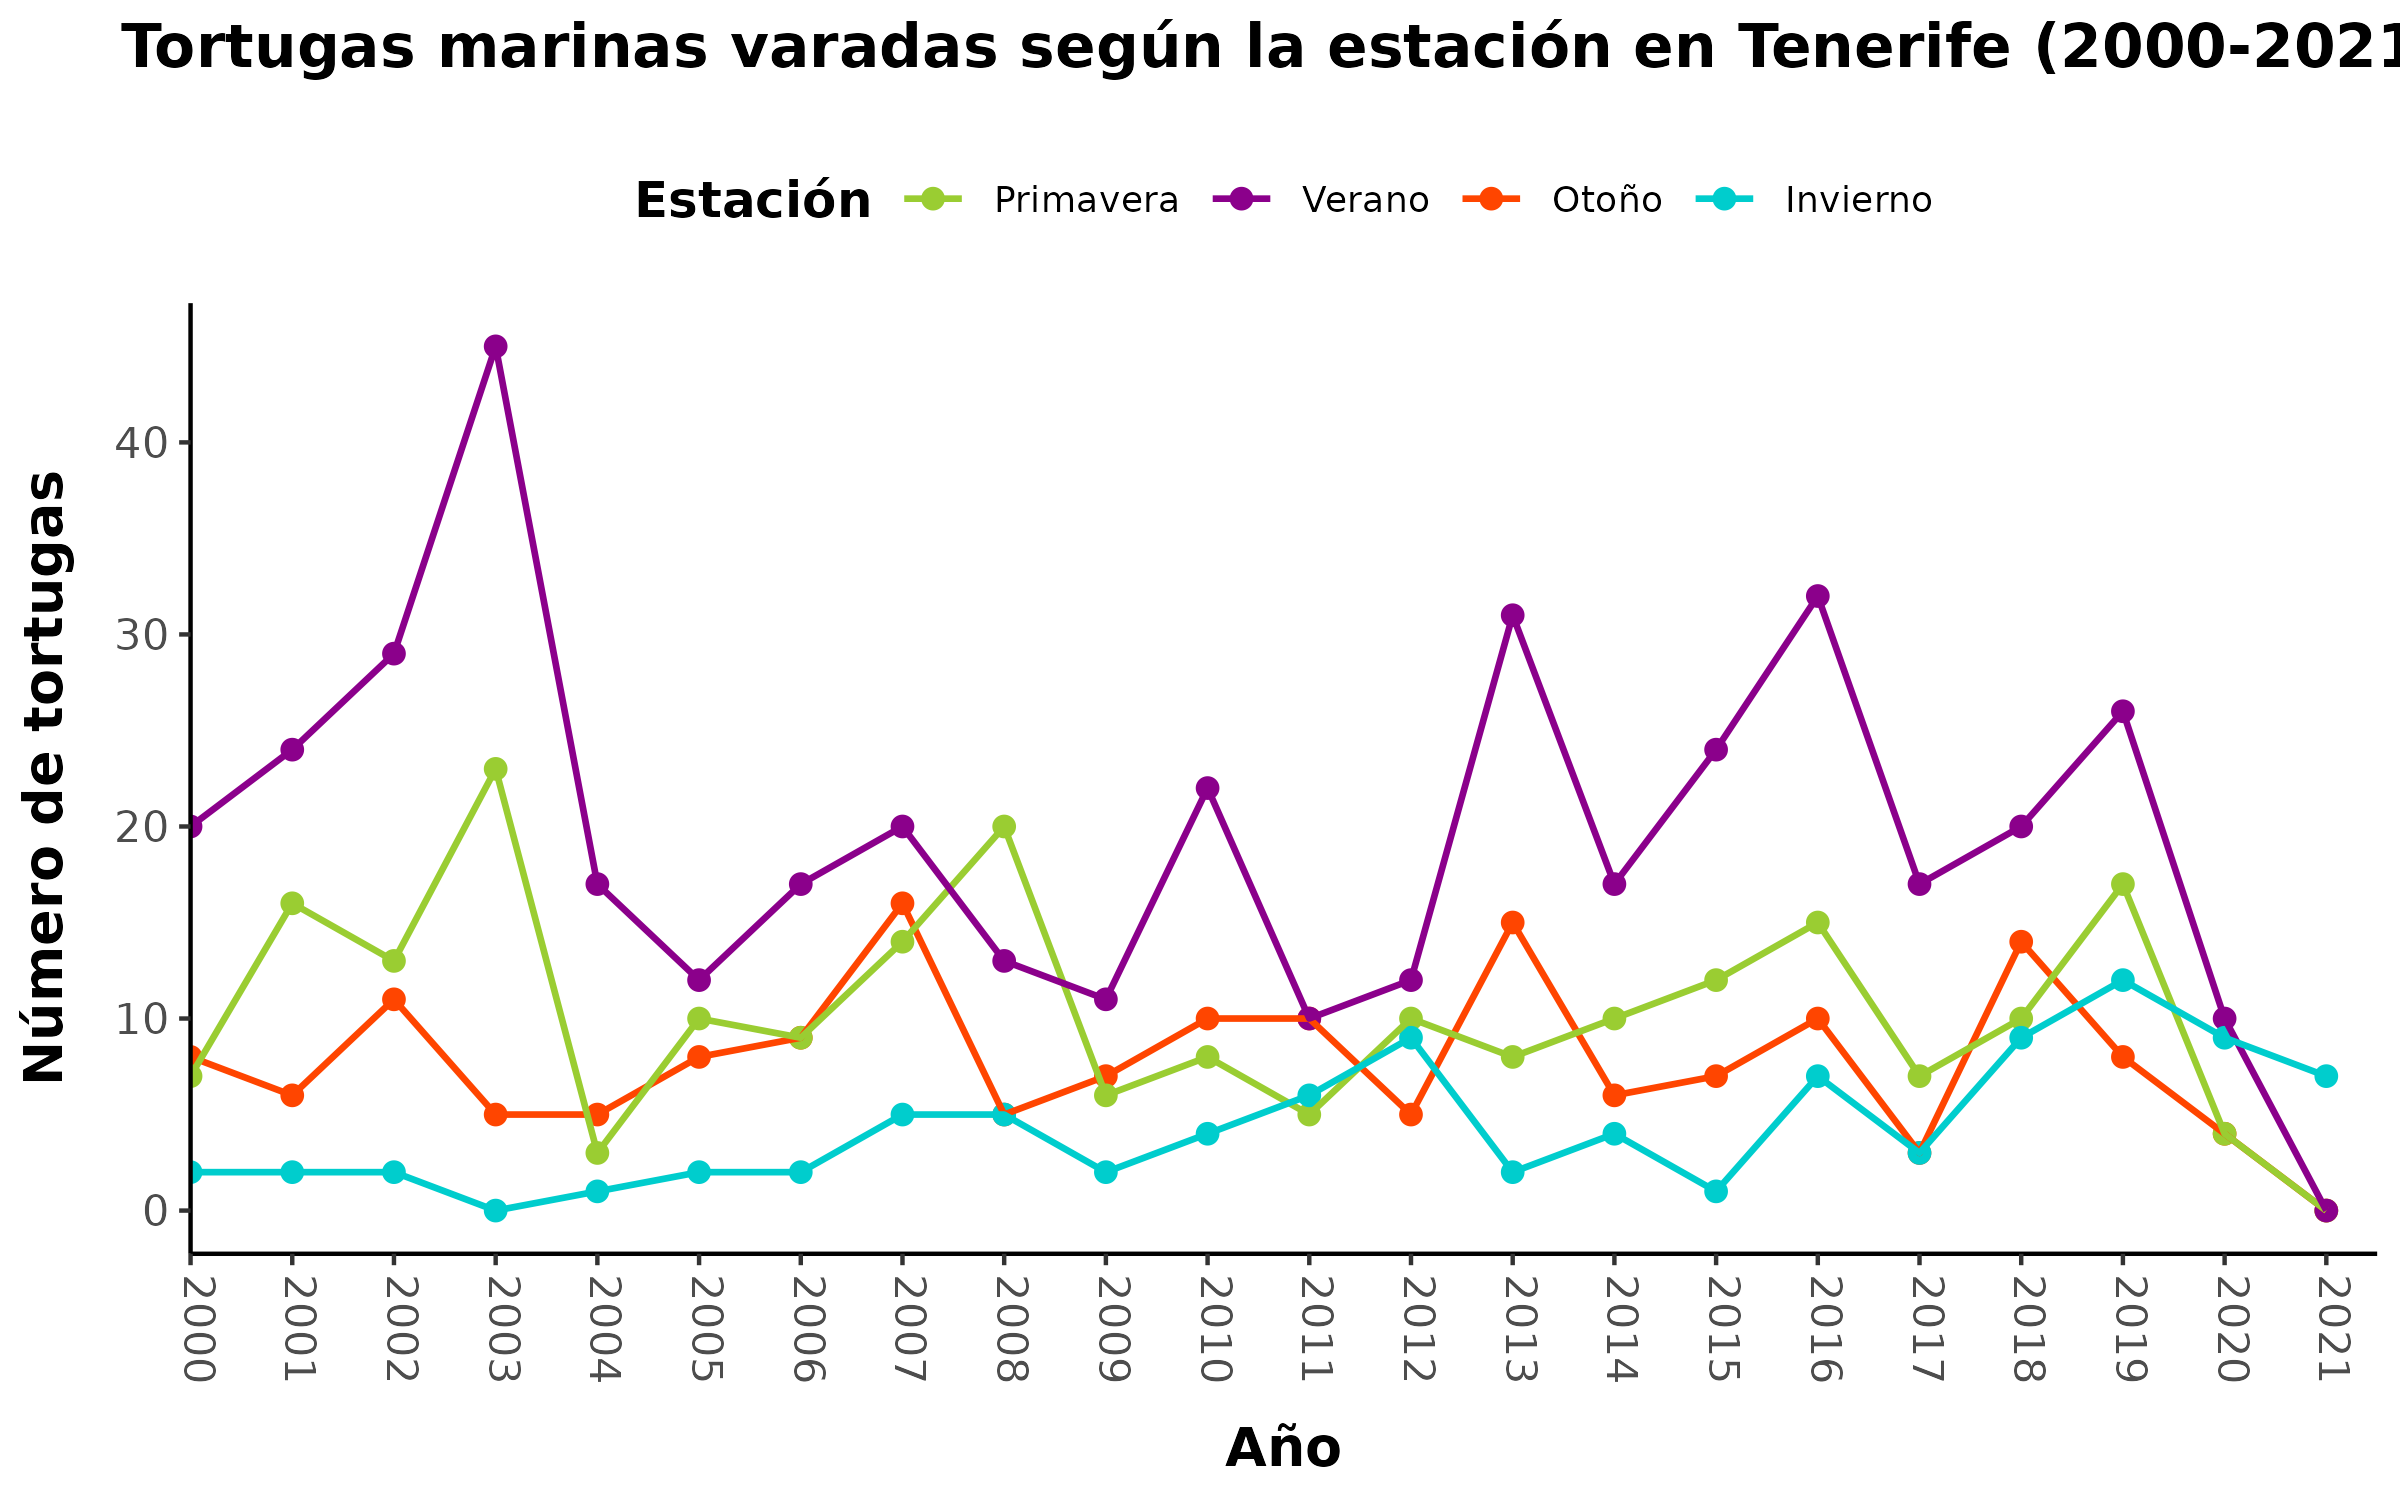 Tortugas marinas varadas según la estación en Tenerife (2000-2021
Estación Primavera Verano Otoño Invierno
Número de tortugas
40
30
20
10
0
2000 2001 2002 2003 2004 2005 2006 2007 2008 2009 2010 2011 2012 2013 2014 2015 2016 2017 2018 2019 2020 2021
Año